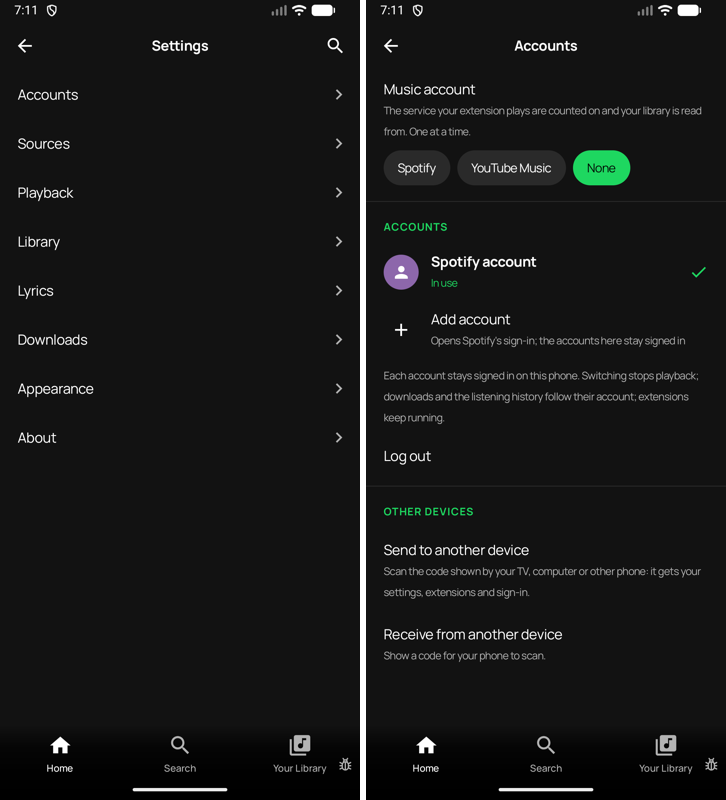 7:11
Settings
Accounts
Sources
Playback
Library
Lyrics
Downloads
Appearance
About
Home
Search
Your Library
7:11
Accounts
Music account
The service your extension plays are counted on and your library is read
from. One at a time.
Spotify
YouTube Music
None
ACCOUNTS
Spotify account
In use
Add account
Opens Spotify's sign-in; the accounts here stay signed in
Each account stays signed in on this phone. Switching stops playback;
downloads and the listening history follow their account; extensions
keep running.
Log out
OTHER DEVICES
Send to another device
Scan the code shown by your TV, computer or other phone: it gets your
settings, extensions and sign-in.
Receive from another device
Show a code for your phone to scan.
Home
Search
Your Library